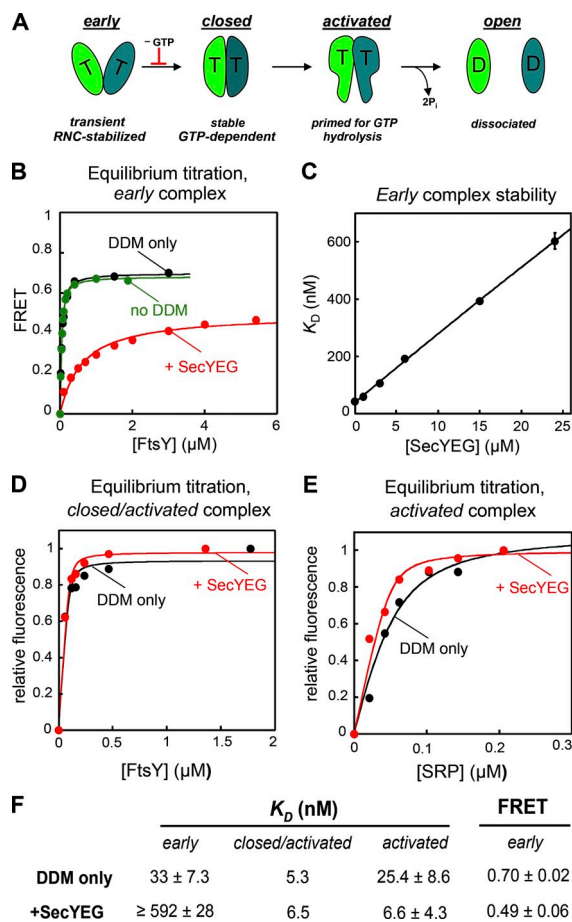 A
early
closed
activated
open
– GTP
T T
T T
T T
D D
2Pi
transient
RNC-stabilized
stable
GTP-dependent
primed for GTP
hydrolysis
dissociated
B
Equilibrium titration,
early complex
FRET
0.8
0.6
0.4
0.2
0
DDM only
no DDM
+ SecYEG
0 2 4 6
[FtsY] (µM)
C
Early complex stability
KD (nM)
600
400
200
0
0 5 10 15 20 25
[SecYEG] (µM)
D
Equilibrium titration,
closed/activated complex
relative fluorescence
1
0.8
0.6
0.4
0.2
0
+ SecYEG
DDM only
0 0.5 1 1.5 2
[FtsY] (µM)
E
Equilibrium titration,
activated complex
relative fluorescence
1
0.8
0.6
0.4
0.2
0
+ SecYEG
DDM only
0 0.1 0.2 0.3
[SRP] (µM)
F
KD (nM) FRET
early closed/activated activated early
DDM only 33 ± 7.3 5.3 25.4 ± 8.6 0.70 ± 0.02
+SecYEG ≥ 592 ± 28 6.5 6.6 ± 4.3 0.49 ± 0.06